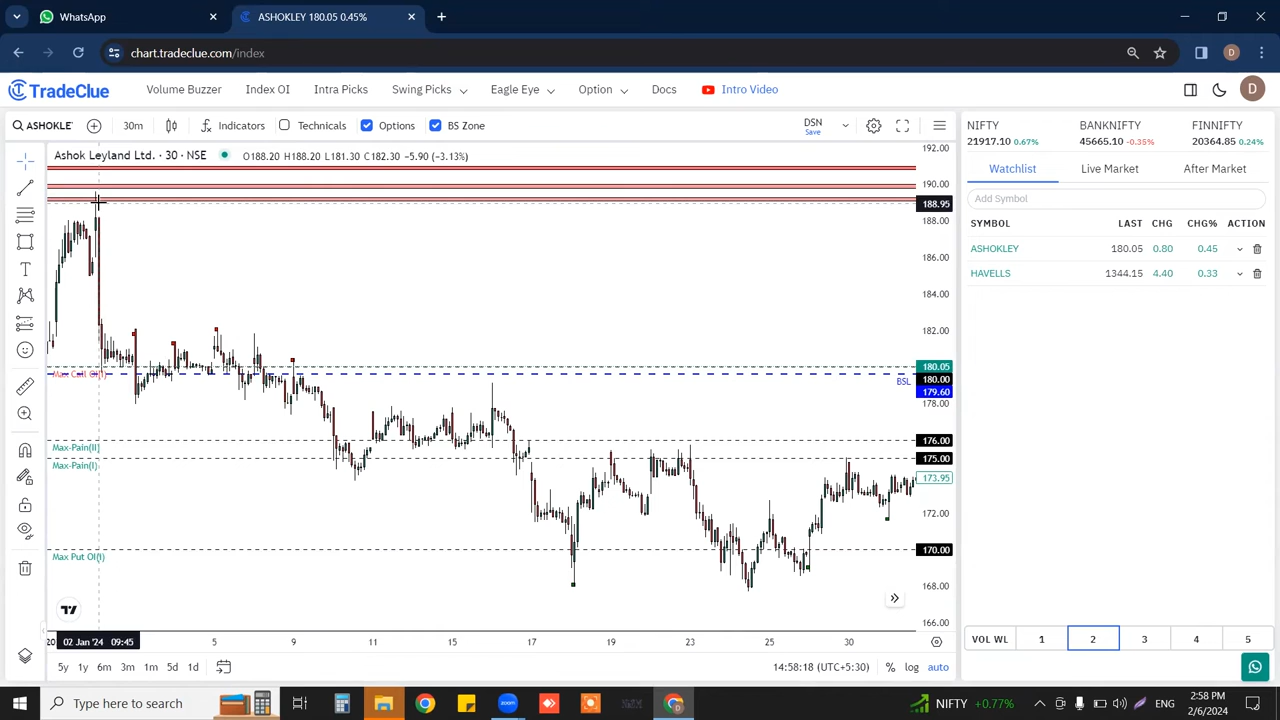 WhatsApp
ASHOKLEY 180.05 0.45%
chart.tradeclue.com/index
D
TradeClue
Volume Buzzer
Index OI
Intra Picks
Swing Picks
Eagle Eye
Option
Docs
Intro Video
D
ASHOKLE
30m
Indicators
Technicals
Options
BS Zone
DSN
Save
Ashok Leyland Ltd. · 30 · NSE
O188.20 H188.20 L181.30 C182.30 -5.90 (-3.13%)
192.00
190.00
188.95
188.00
186.00
184.00
182.00
180.05
180.00
179.60
178.00
176.00
175.00
173.95
172.00
170.00
168.00
166.00
Max Call OI(I)
BSL
Max-Pain(II)
Max-Pain(I)
Max Put OI(I)
20
02 Jan '24 09:45
5
9
11
15
17
19
23
25
30
5y
1y
6m
3m
1m
5d
1d
14:58:18 (UTC+5:30)
%
log
auto
NIFTY
21917.10 0.67%
BANKNIFTY
45665.10 -0.35%
FINNIFTY
20364.85 0.24%
Watchlist
Live Market
After Market
Add Symbol
SYMBOL LAST CHG CHG% ACTION
ASHOKLEY 180.05 0.80 0.45
HAVELLS 1344.15 4.40 0.33
VOL WL 1 2 3 4 5
Type here to search
zoom
NIFTY +0.77%
ENG
2:58 PM
2/6/2024